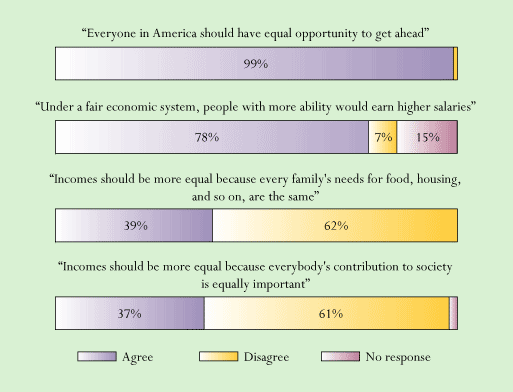 “Everyone in America should have equal opportunity to get ahead”
99%
“Under a fair economic system, people with more ability would earn higher salaries”
78% 7% 15%
“Incomes should be more equal because every family's needs for food, housing,
and so on, are the same”
39% 62%
“Incomes should be more equal because everybody's contribution to society
is equally important”
37% 61%
Agree Disagree No response